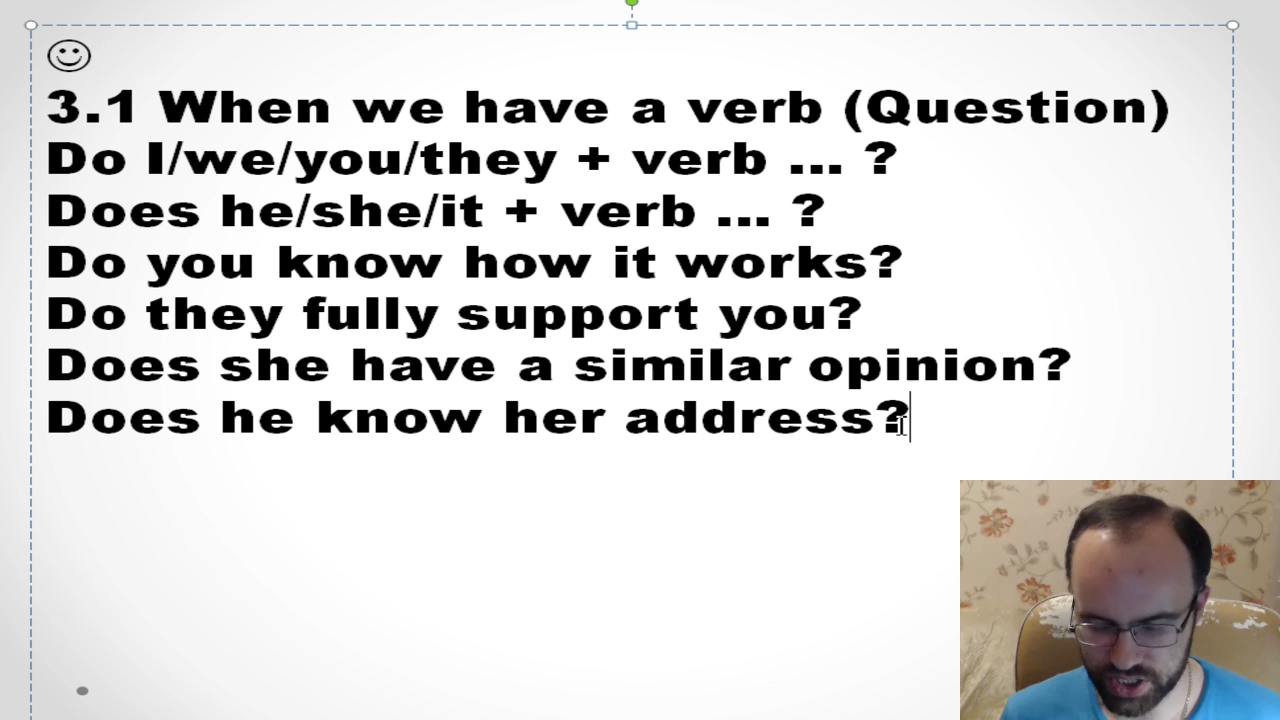 3.1 When we have a verb (Question)
Do I/we/you/they + verb ... ?
Does he/she/it + verb ... ?
Do you know how it works?
Do they fully support you?
Does she have a similar opinion?
Does he know her address?